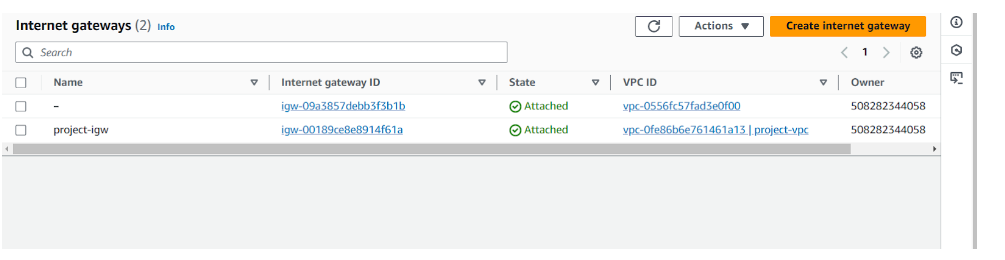 Internet gateways (2) Info
Actions
Create internet gateway
Search
1
Name Internet gateway ID State VPC ID Owner
– igw-09a3857debb3f3b1b Attached vpc-0556fc57fad3e0f00 508282344058
project-igw igw-00189ce8e8914f61a Attached vpc-0fe86b6e761461a13 | project-vpc 508282344058